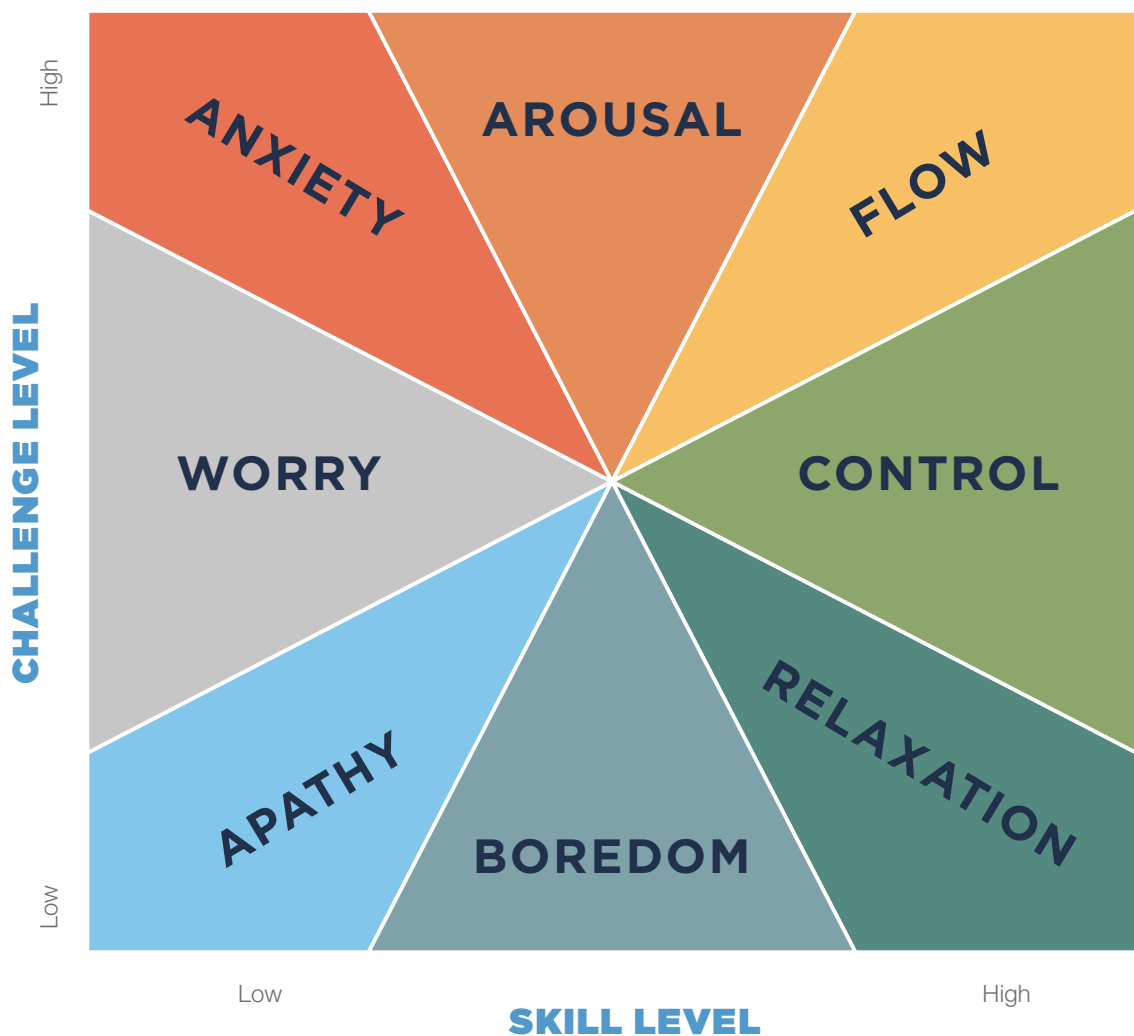 High
ANXIETY
AROUSAL
FLOW
CHALLENGE LEVEL
WORRY
CONTROL
APATHY
BOREDOM
RELAXATION
Low
Low
High
SKILL LEVEL